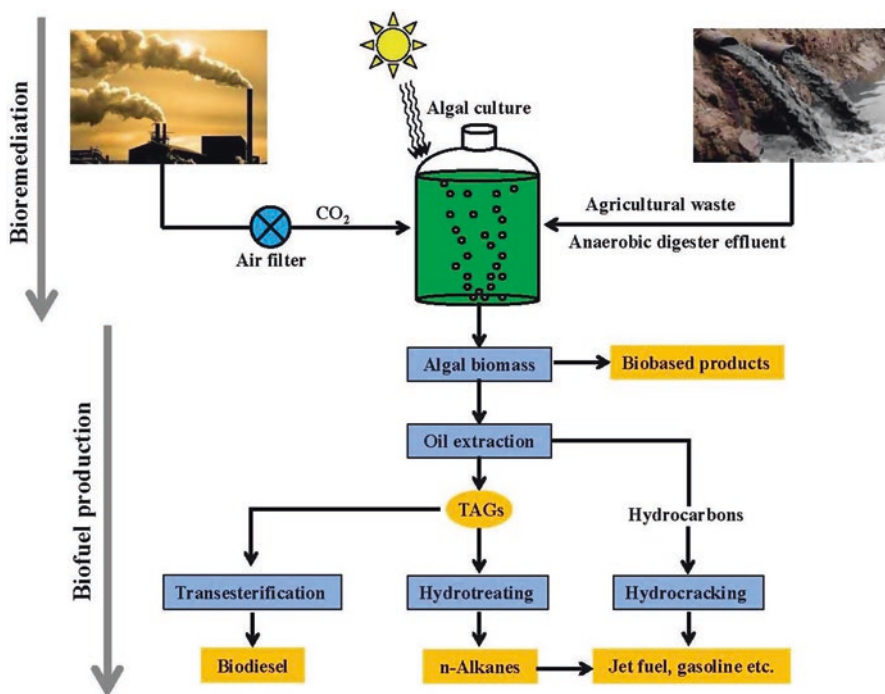 Bioremediation
Algal culture
CO2
Air filter
Agricultural waste
Anaerobic digester effluent
Biofuel production
Algal biomass
Biobased products
Oil extraction
TAGs
Hydrocarbons
Transesterification
Hydrotreating
Hydrocracking
Biodiesel
n-Alkanes
Jet fuel, gasoline etc.